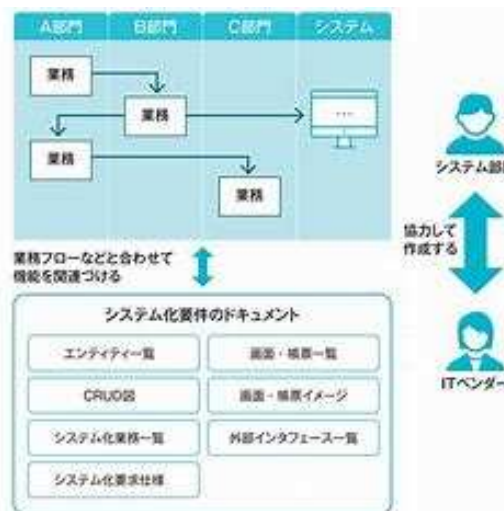 A部門
B部門
C部門
システム
業務
業務
業務
業務
業務フローなどと合わせて
機能を関連づける
システム部
協力して
作成する
ITベンダー
システム化要件のドキュメント
エンティティ一覧
画面・帳票一覧
CRUD図
画面・帳票イメージ
システム化業務一覧
外部インタフェース一覧
システム化要求仕様